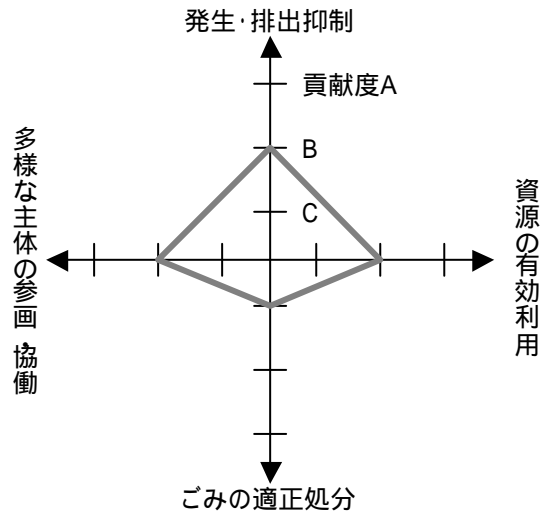 発生・排出抑制
貢献度A
B
C
多様な主体の参画・協働
資源の有効利用
ごみの適正処分